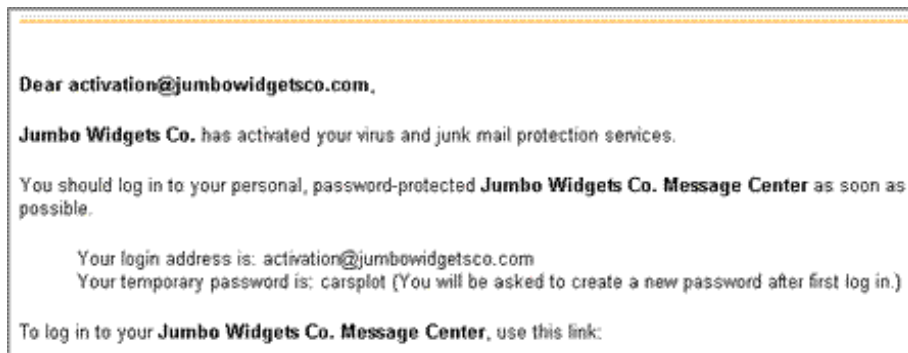 Dear activation@jumbowidgetsco.com,
Jumbo Widgets Co. has activated your virus and junk mail protection services.
You should log in to your personal, password-protected Jumbo Widgets Co. Message Center as soon as
possible.
Your login address is: activation@jumbowidgetsco.com
Your temporary password is: carsplot (You will be asked to create a new password after first log in.)
To log in to your Jumbo Widgets Co. Message Center, use this link: